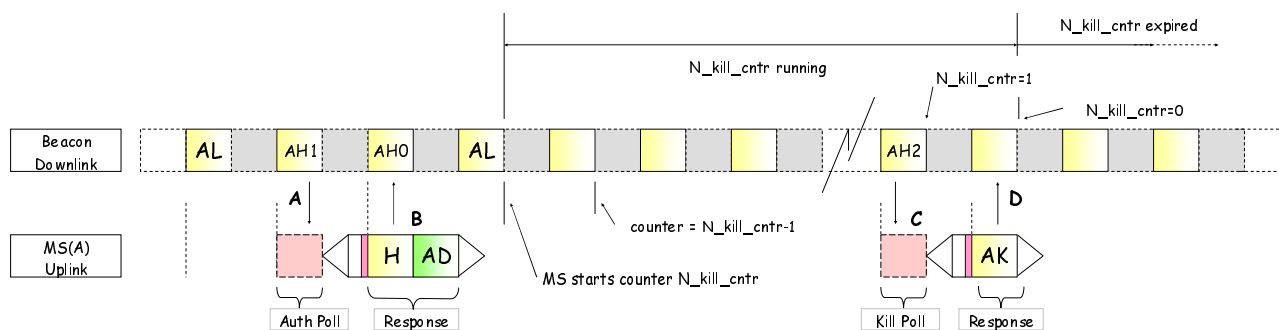 N_kill_cntr expired
N_kill_cntr running
N_kill_cntr=1
N_kill_cntr=0
Beacon
Downlink
AL
AH1
AH0
AL
AH2
A
B
C
D
counter = N_kill_cntr-1
MS(A)
Uplink
H
AD
AK
MS starts counter N_kill_cntr
Auth Poll
Response
Kill Poll
Response